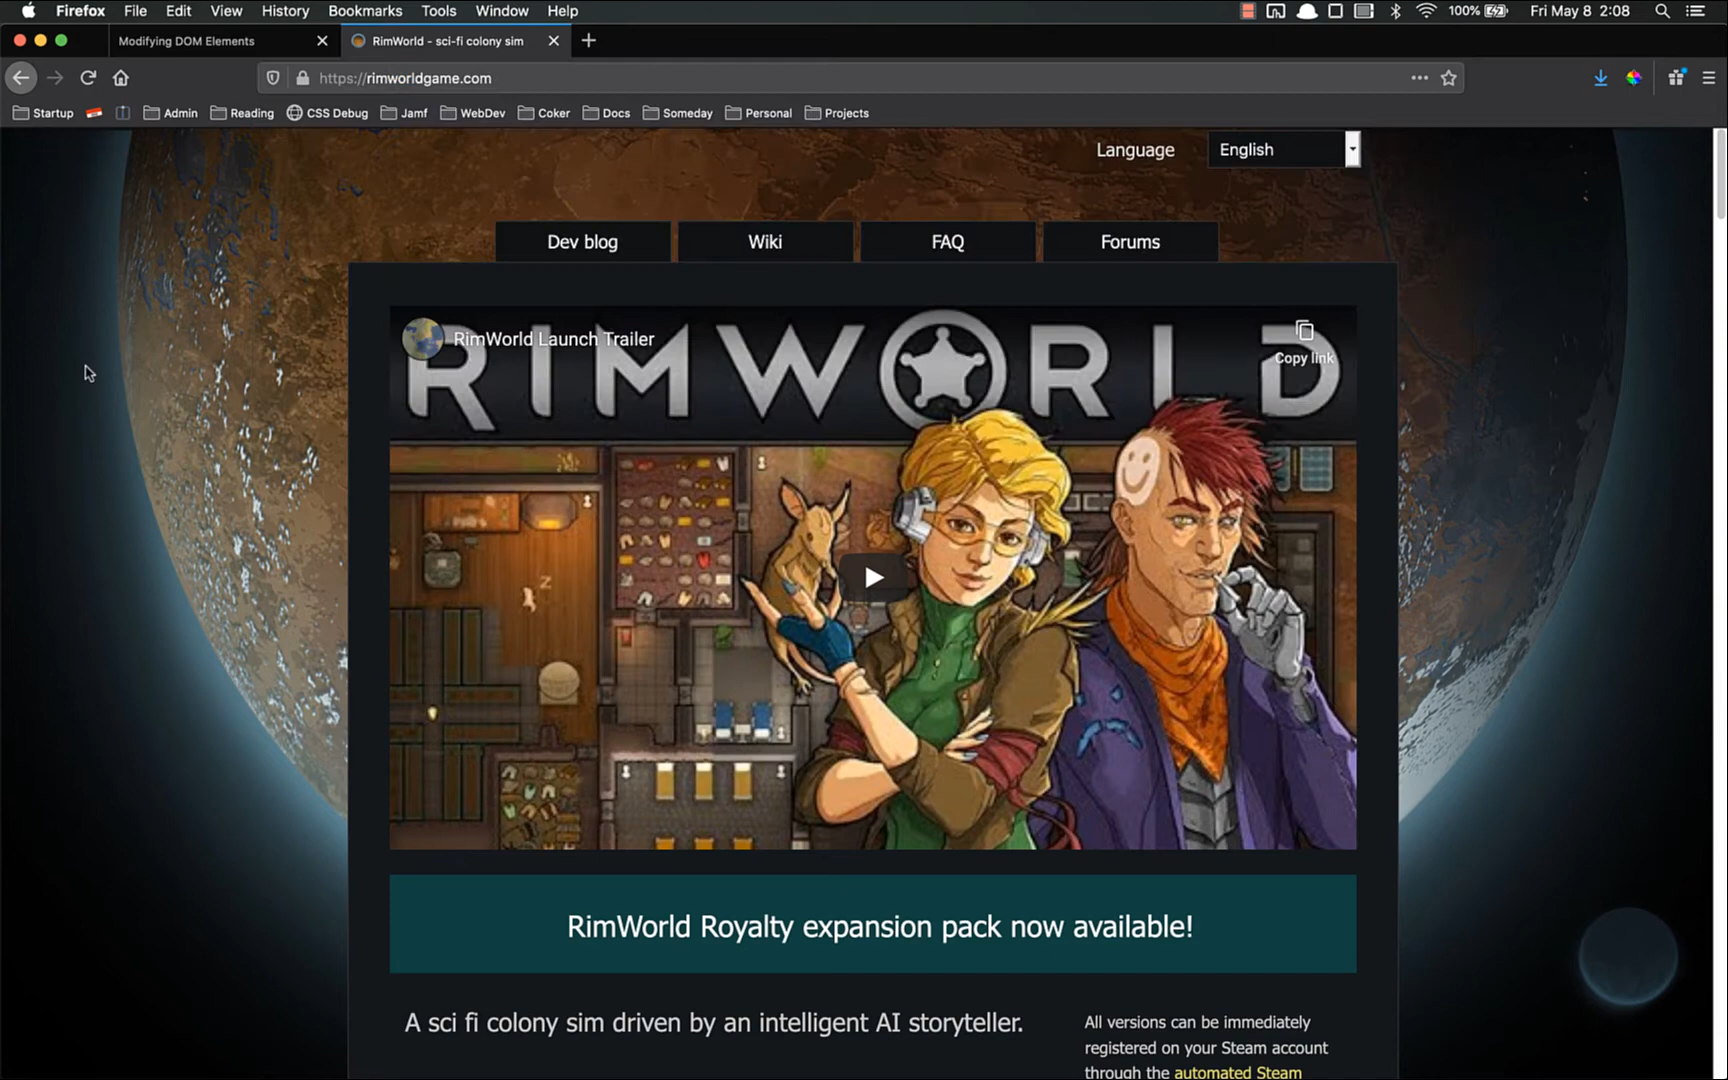 Firefox File Edit View History Bookmarks Tools Window Help 100% Fri May 8 2:08
Modifying DOM Elements RimWorld - sci-fi colony sim
https://rimworldgame.com
Startup Admin Reading CSS Debug Jamf WebDev Coker Docs Someday Personal Projects
Language English
Dev blog Wiki FAQ Forums
RimWorld Launch Trailer
Copy link
RIMWORLD
RimWorld Royalty expansion pack now available!
A sci fi colony sim driven by an intelligent AI storyteller.
All versions can be immediately
registered on your Steam account
through the automated Steam